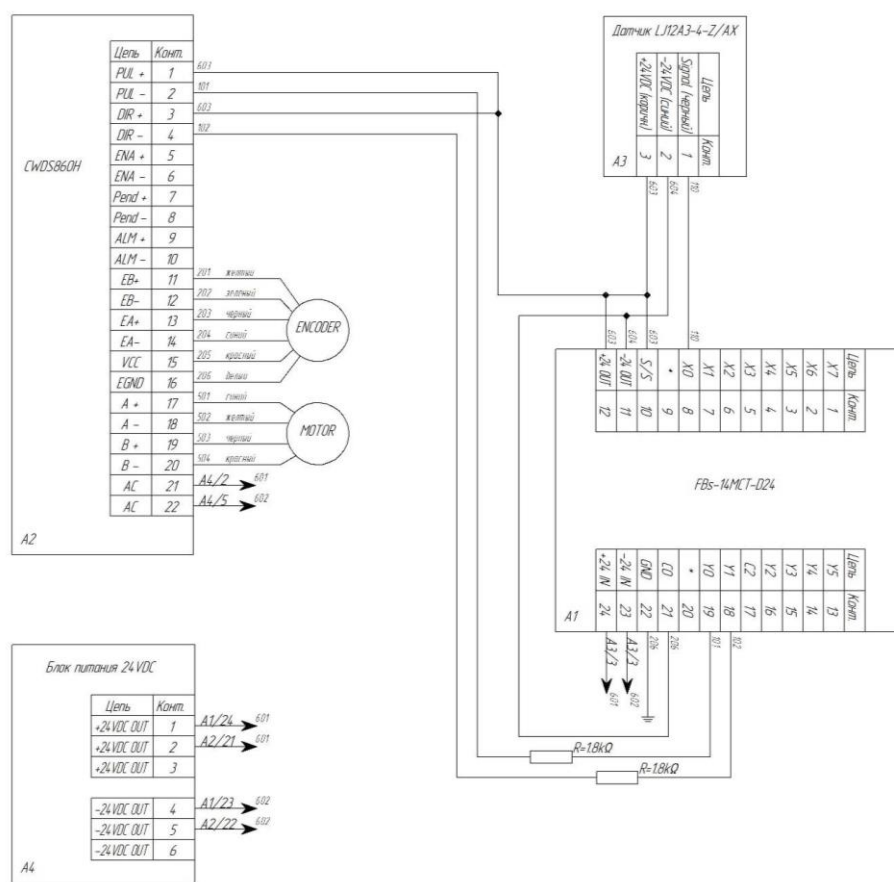 CWDS860H
Цепь Конт.
PUL + 1 603
PUL - 2 101
DIR + 3 603
DIR - 4 102
ENA + 5
ENA - 6
Pend + 7
Pend - 8
ALM + 9
ALM - 10
EB+ 11 201 желтый
EB- 12 202 зеленый
EA+ 13 203 черный
EA- 14 204 синий
VCC 15 205 красный
EGND 16 206 белый
ENCODER
A + 17 501 синий
A - 18 502 желтый
B + 19 503 черный
B - 20 504 красный
MOTOR
AC 21 A4/2 601
AC 22 A4/5 602
A2
Датчик LJ12A3-4-Z/AX
Цепь Конт.
Signal (черный) 1 110
-24VDC (синий) 2 604
+24VDC (коричн) 3 603
A3
603 604 603 110
+24 OUT -24 OUT S/S * X0 X1 X2 X3 X4 X5 X6 X7 Цепь
12 11 10 9 8 7 6 5 4 3 2 1 Конт.
FBs-14MCT-D24
+24 IN -24 IN GND C0 * Y0 Y1 C2 Y2 Y3 Y4 Y5 Цепь
24 23 22 21 20 19 18 17 16 15 14 13 Конт.
A1
A3/3 A3/3 206 206 101 102
601 602
R=1.8kΩ
R=1.8kΩ
Блок питания 24VDC
Цепь Конт.
+24VDC OUT 1 A1/24 601
+24VDC OUT 2 A2/21 601
+24VDC OUT 3
-24VDC OUT 4 A1/23 602
-24VDC OUT 5 A2/22 602
-24VDC OUT 6
A4